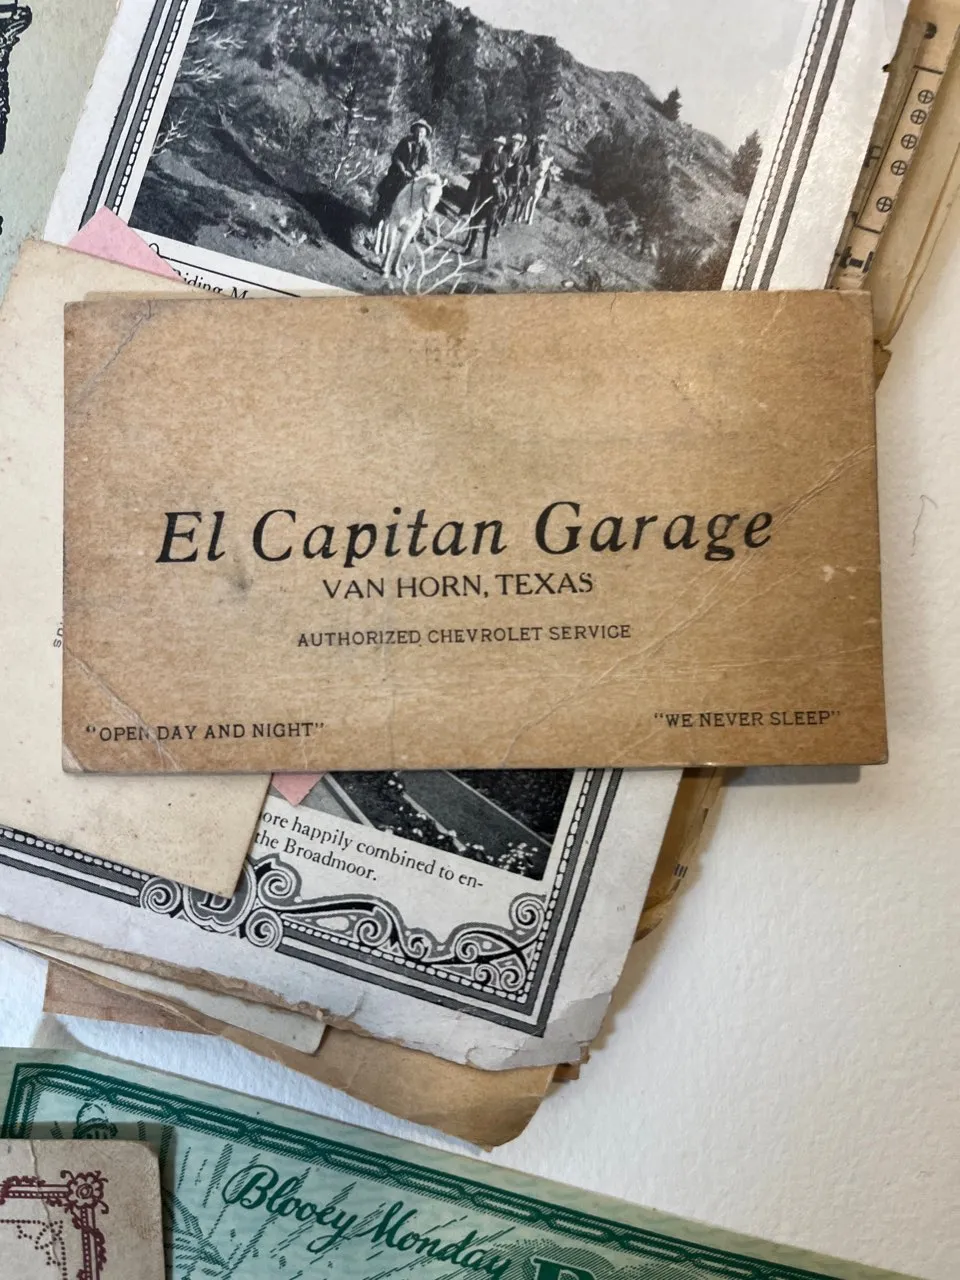 El Capitan Garage
VAN HORN, TEXAS
AUTHORIZED CHEVROLET SERVICE
"OPEN DAY AND NIGHT"
"WE NEVER SLEEP"
ore happily combined to en-
the Broadmoor.
B
Blooey Monday